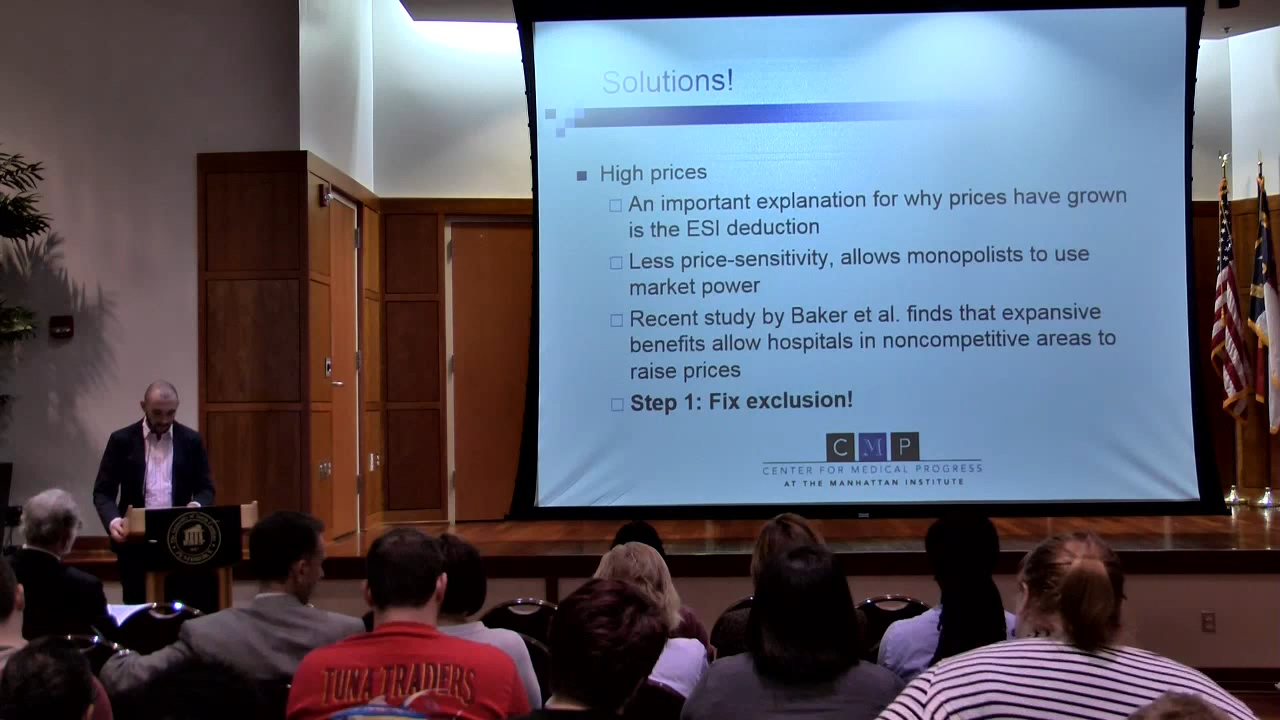 Solutions!
High prices
An important explanation for why prices have grown
is the ESI deduction
Less price-sensitivity, allows monopolists to use
market power
Recent study by Baker et al. finds that expansive
benefits allow hospitals in noncompetitive areas to
raise prices
Step 1: Fix exclusion!
C M P
CENTER FOR MEDICAL PROGRESS
AT THE MANHATTAN INSTITUTE
TUNA TRADERS